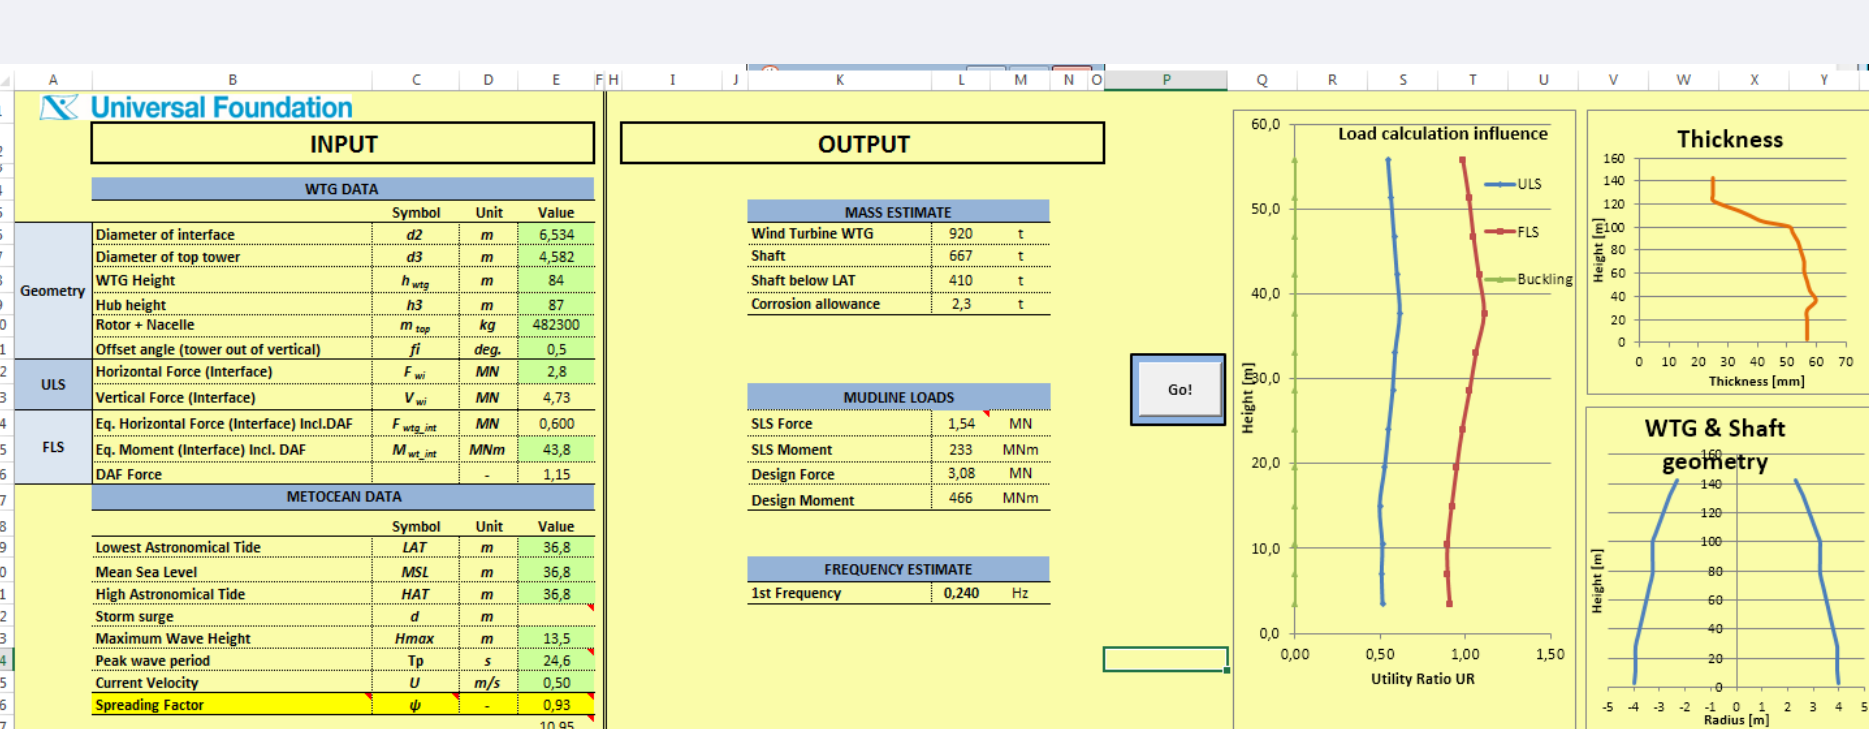 A B C D E F H I J K L M N O P Q R S T U V W X Y
Universal Foundation
INPUT
WTG DATA
Symbol Unit Value
Geometry
Diameter of interface d2 m 6,534
Diameter of top tower d3 m 4,582
WTG Height h wtg m 84
Hub height h3 m 87
Rotor + Nacelle m top kg 482300
Offset angle (tower out of vertical) fi deg. 0,5
ULS
Horizontal Force (Interface) F wi MN 2,8
Vertical Force (Interface) V wi MN 4,73
FLS
Eq. Horizontal Force (Interface) Incl.DAF F wtg_int MN 0,600
Eq. Moment (Interface) Incl. DAF M wt_int MNm 43,8
DAF Force - 1,15
METOCEAN DATA
Symbol Unit Value
Lowest Astronomical Tide LAT m 36,8
Mean Sea Level MSL m 36,8
High Astronomical Tide HAT m 36,8
Storm surge d m
Maximum Wave Height Hmax m 13,5
Peak wave period Tp s 24,6
Current Velocity U m/s 0,50
Spreading Factor ψ - 0,93
10,95
OUTPUT
MASS ESTIMATE
Wind Turbine WTG 920 t
Shaft 667 t
Shaft below LAT 410 t
Corrosion allowance 2,3 t
MUDLINE LOADS
SLS Force 1,54 MN
SLS Moment 233 MNm
Design Force 3,08 MN
Design Moment 466 MNm
FREQUENCY ESTIMATE
1st Frequency 0,240 Hz
Go!
Load calculation influence
60,0
50,0
40,0
30,0
20,0
10,0
0,0
Height [m]
0,00 0,50 1,00 1,50
Utility Ratio UR
ULS
FLS
Buckling
Thickness
160
140
120
100
80
60
40
20
0
Height [m]
0 10 20 30 40 50 60 70
Thickness [mm]
WTG & Shaft
geometry
160
140
120
100
80
60
40
20
0
Height [m]
-5 -4 -3 -2 -1 0 1 2 3 4 5
Radius [m]